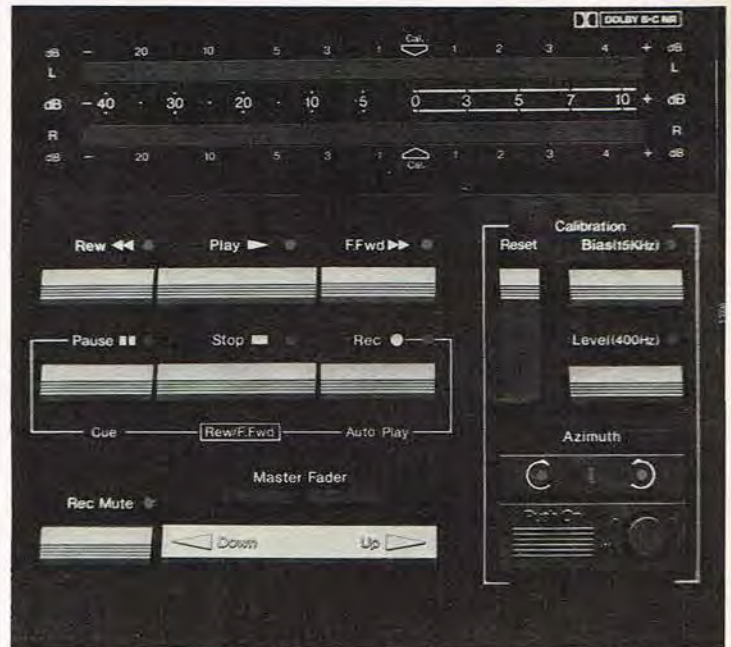 DOLBY B·C NR
Cal.
dB - 20 10 5 3 1 1 2 3 4 + dB
L L
dB - 40 · 30 · 20 · 10 · 5 0 3 5 7 10 + dB
R R
dB - 20 10 5 3 1 1 2 3 4 + dB
Cal.
Calibration
Rew Play F.Fwd Reset Bias(15KHz)
Pause Stop Rec Level(400Hz)
Cue Rew/F.Fwd Auto Play
Azimuth
Master Fader
Rec Mute
Push On
Down Up